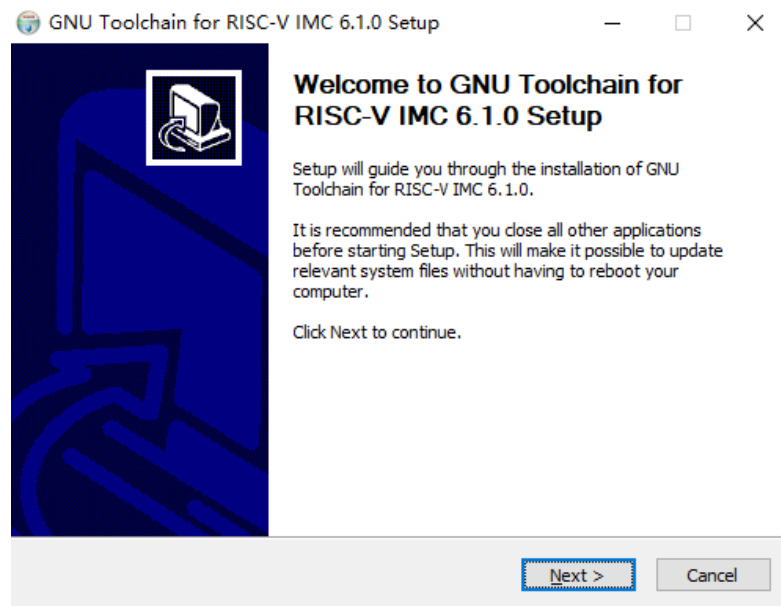 GNU Toolchain for RISC-V IMC 6.1.0 Setup
Welcome to GNU Toolchain for
RISC-V IMC 6.1.0 Setup
Setup will guide you through the installation of GNU
Toolchain for RISC-V IMC 6.1.0.
It is recommended that you close all other applications
before starting Setup. This will make it possible to update
relevant system files without having to reboot your
computer.
Click Next to continue.
Next >
Cancel